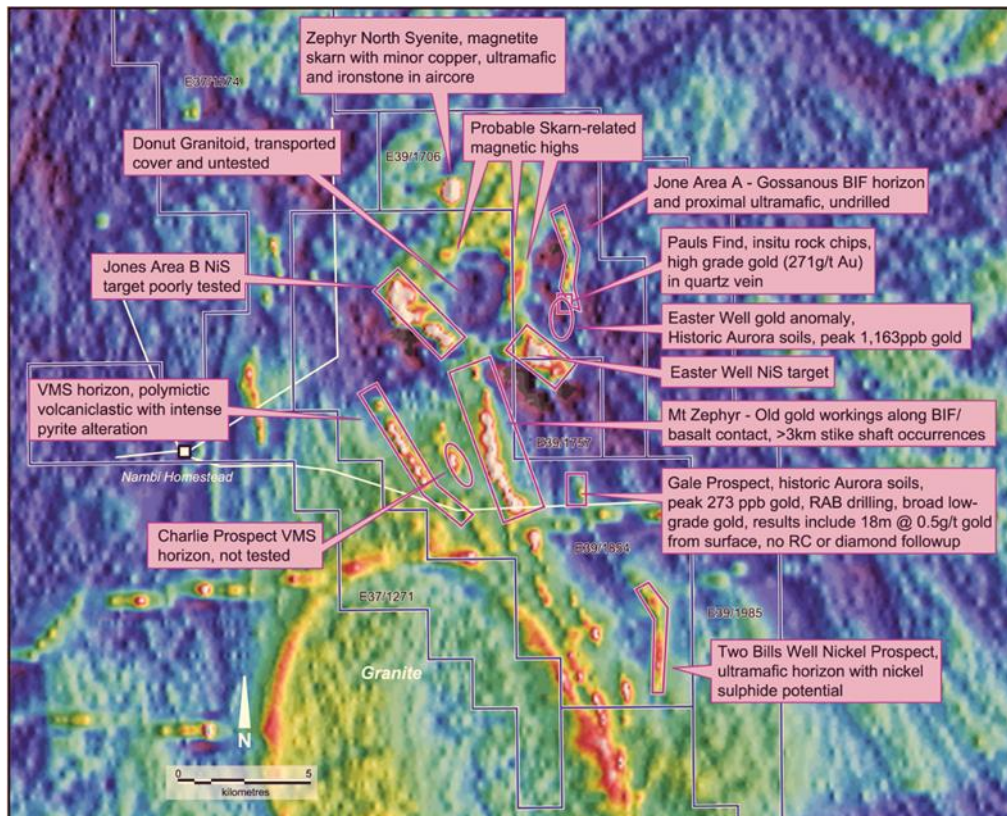 Zephyr North Syenite, magnetite
skarn with minor copper, ultramafic
and ironstone in aircore
E37/1274
Donut Granitoid, transported
cover and untested
Probable Skarn-related
magnetic highs
E39/1706
Jone Area A - Gossanous BIF horizon
and proximal ultramafic, undrilled
Jones Area B NiS
target poorly tested
Pauls Find, insitu rock chips,
high grade gold (271g/t Au)
in quartz vein
Easter Well gold anomaly,
Historic Aurora soils, peak 1,163ppb gold
Easter Well NiS target
VMS horizon, polymictic
volcaniclastic with intense
pyrite alteration
Mt Zephyr - Old gold workings along BIF/
basalt contact, >3km stike shaft occurrences
E39/1757
Nambi Homestead
Gale Prospect, historic Aurora soils,
peak 273 ppb gold, RAB drilling, broad low-
grade gold, results include 18m @ 0.5g/t gold
from surface, no RC or diamond followup
Charlie Prospect VMS
horizon, not tested
E39/1854
E37/1271
E39/1985
Two Bills Well Nickel Prospect,
ultramafic horizon with nickel
sulphide potential
Granite
N
0 5
kilometres